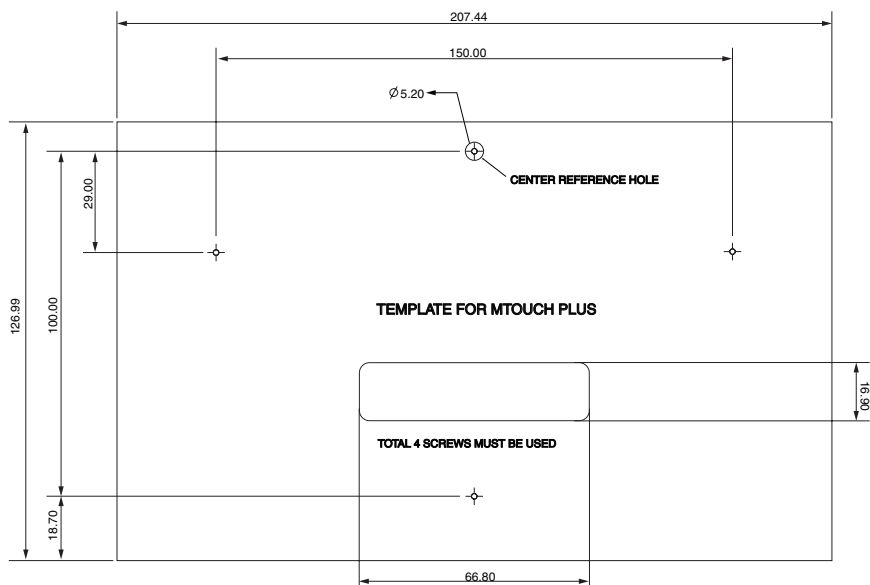 207.44
150.00
Ø5.20
CENTER REFERENCE HOLE
29.00
126.99
100.00
TEMPLATE FOR MTOUCH PLUS
16.90
TOTAL 4 SCREWS MUST BE USED
18.70
66.80